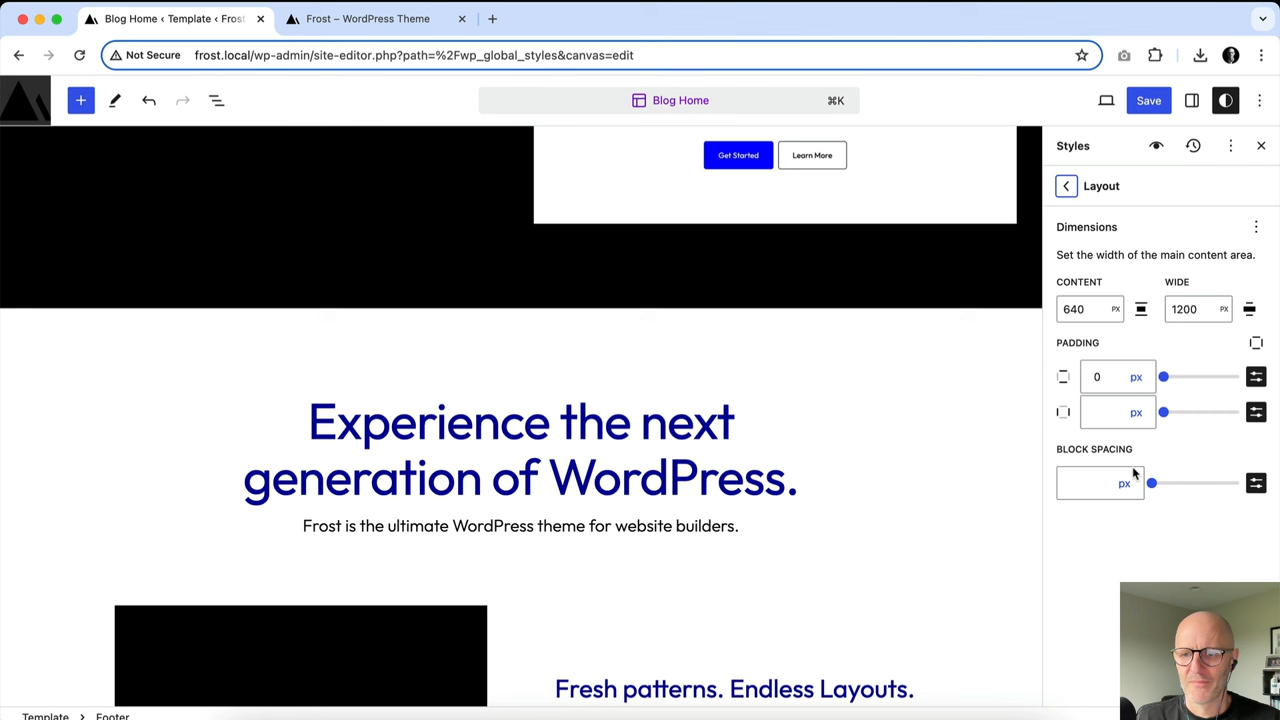 Blog Home ‹ Template ‹ Frost
Frost – WordPress Theme
Not Secure
frost.local/wp-admin/site-editor.php?path=%2Fwp_global_styles&canvas=edit
Blog Home
⌘K
Save
Get Started
Learn More
Experience the next
generation of WordPress.
Frost is the ultimate WordPress theme for website builders.
Fresh patterns. Endless Layouts.
Styles
Layout
Dimensions
Set the width of the main content area.
CONTENT
WIDE
640 PX
1200 PX
PADDING
0 px
px
BLOCK SPACING
px
Template > Footer